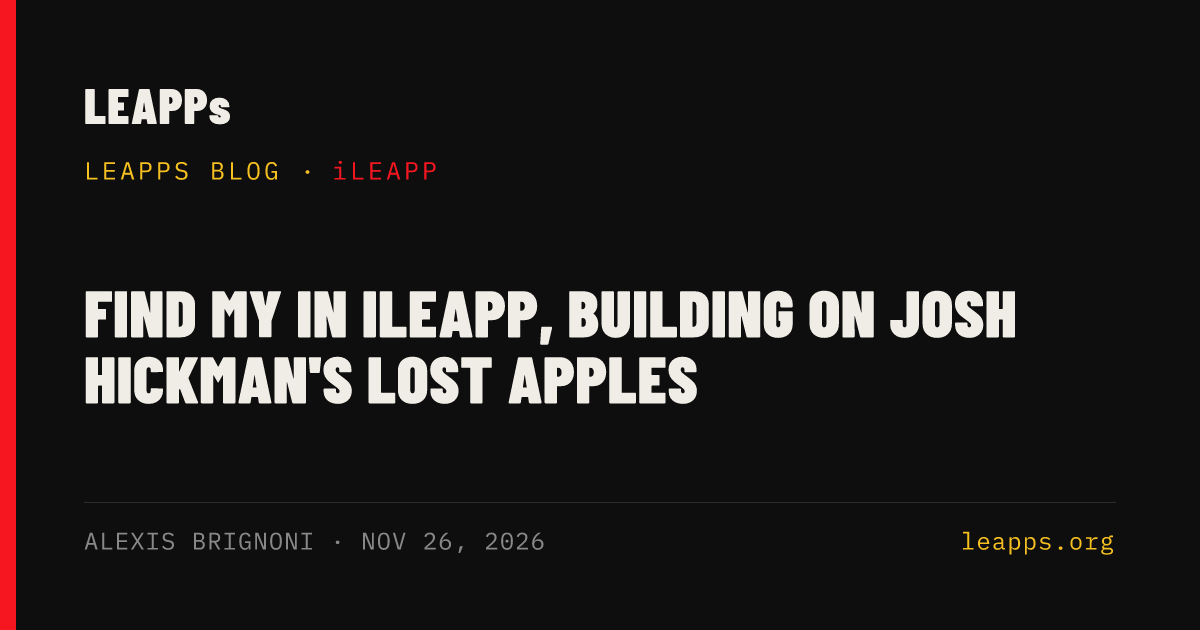 LEAPPs
LEAPPS BLOG · iLEAPP
FIND MY IN ILEAPP, BUILDING ON JOSH
HICKMAN'S LOST APPLES
ALEXIS BRIGNONI · NOV 26, 2026
leapps.org